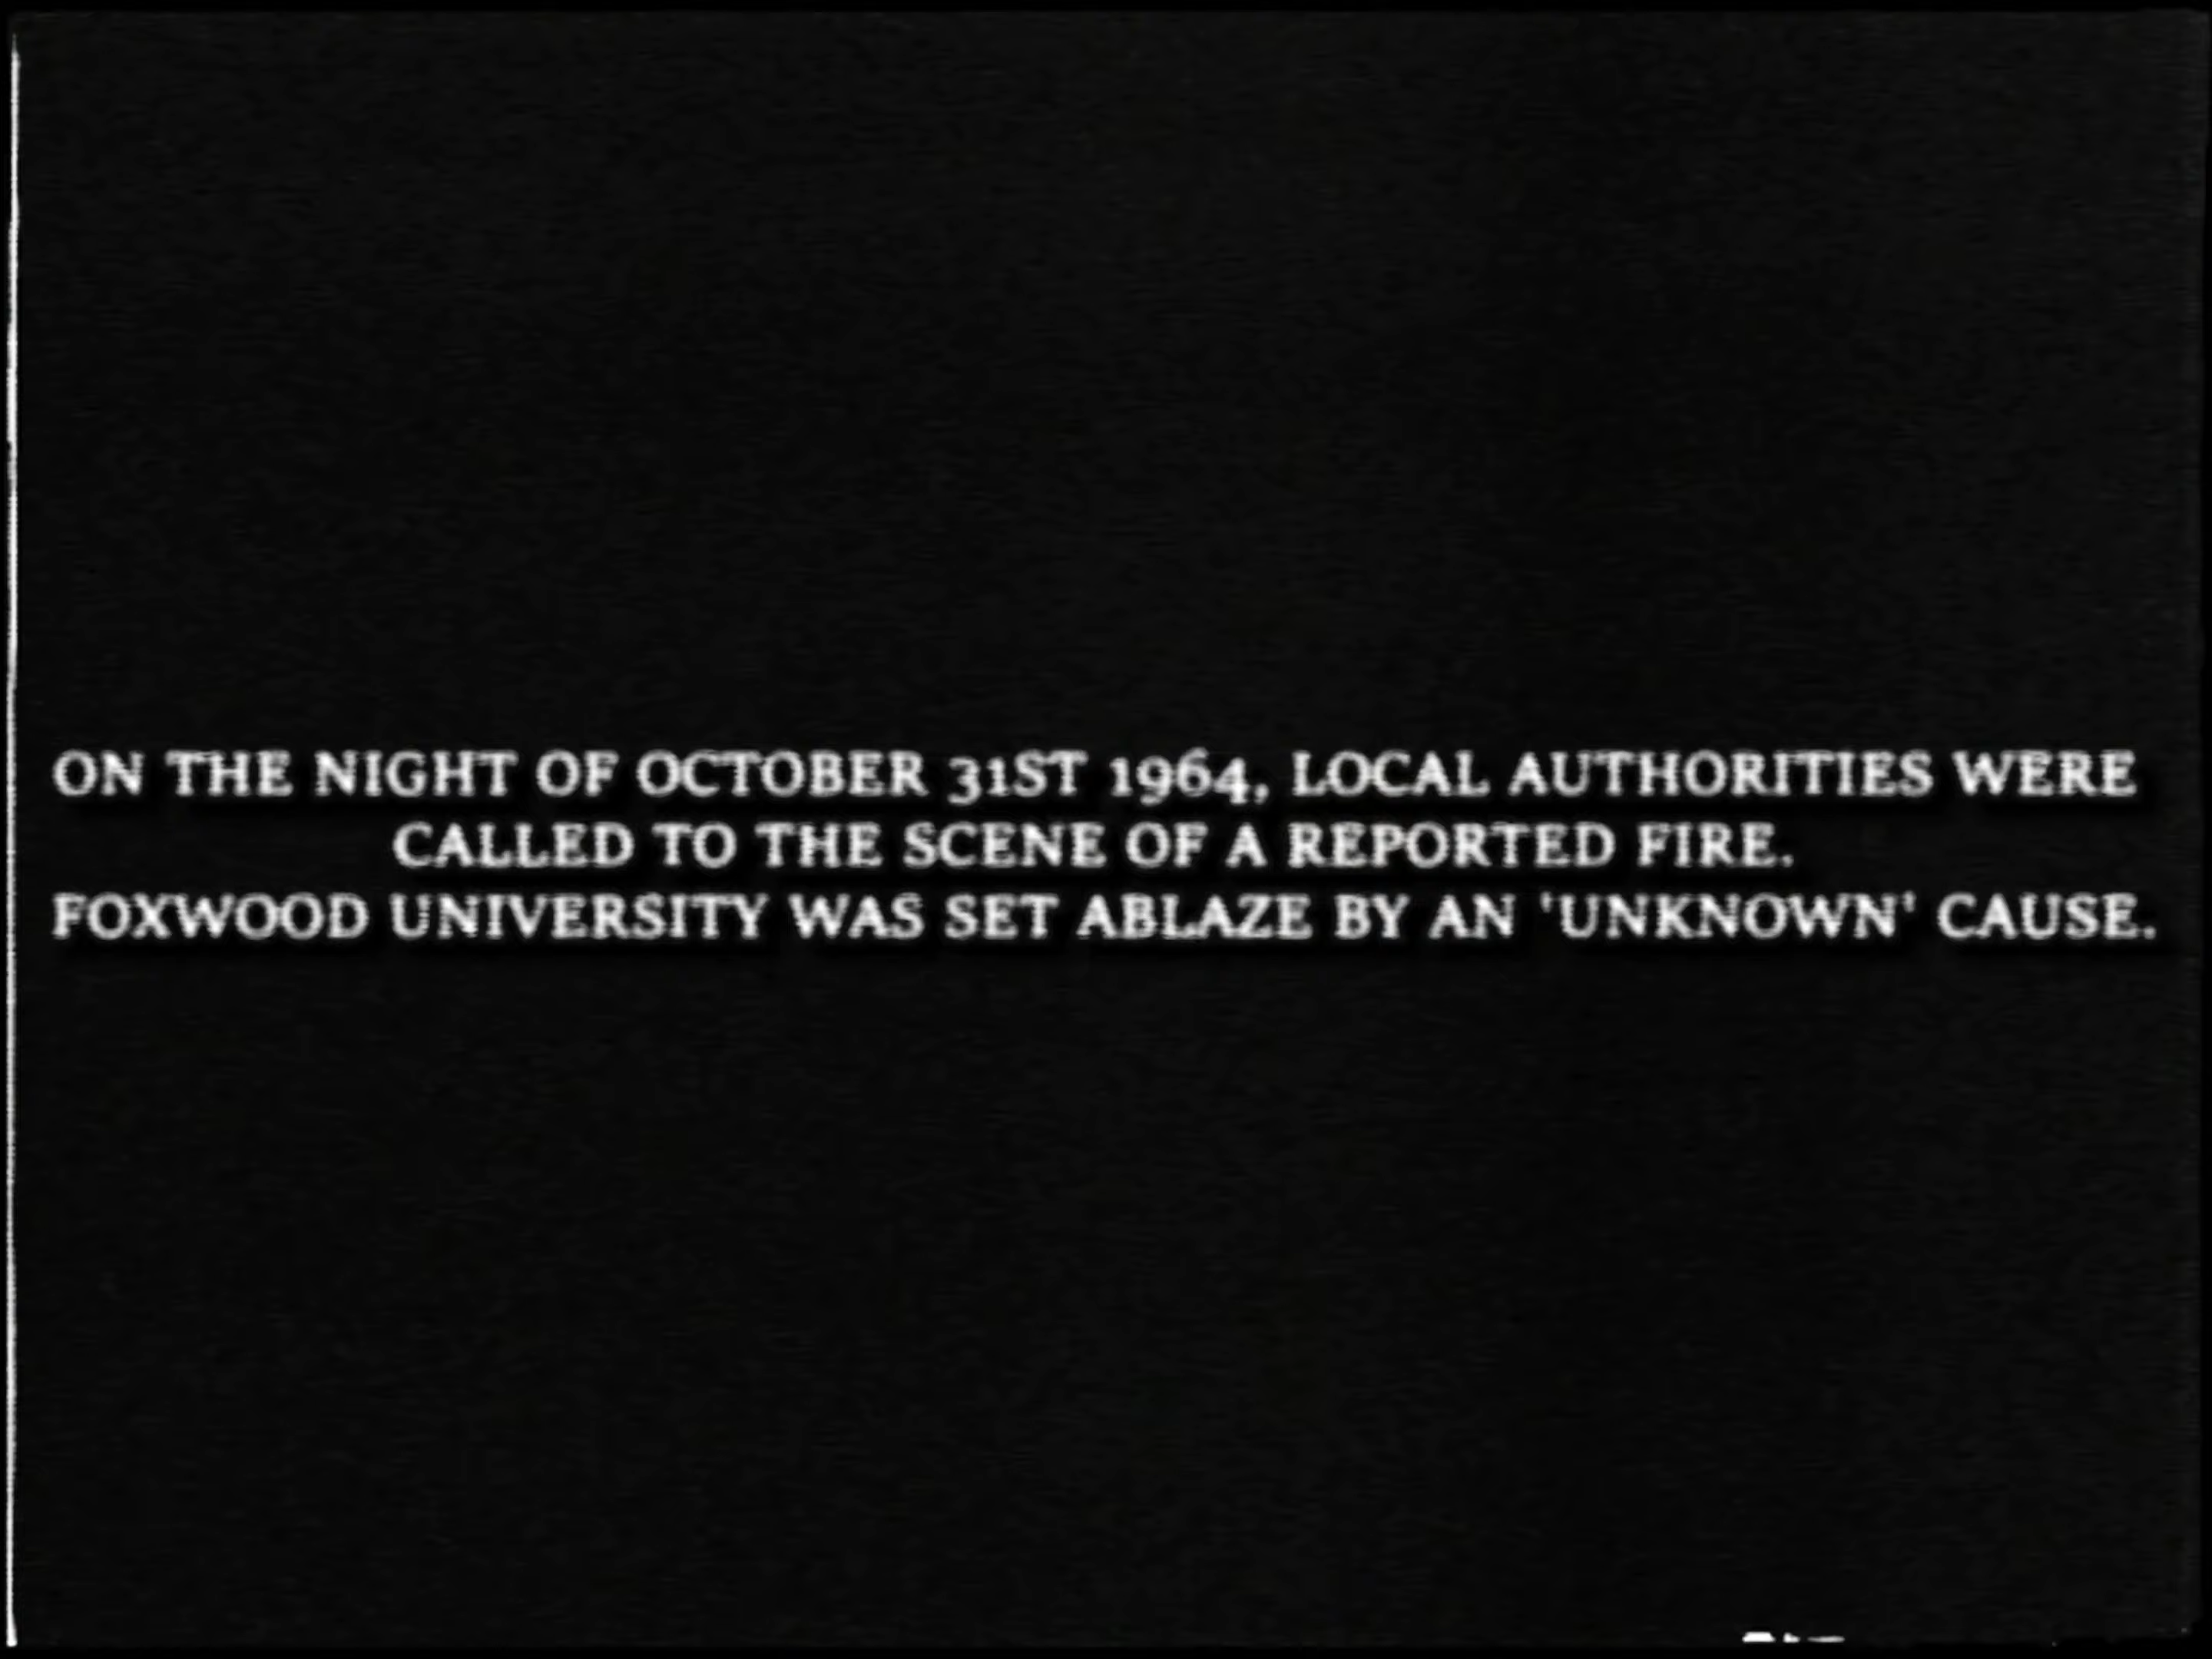 ON THE NIGHT OF OCTOBER 31ST 1964, LOCAL AUTHORITIES WERE
CALLED TO THE SCENE OF A REPORTED FIRE.
FOXWOOD UNIVERSITY WAS SET ABLAZE BY AN 'UNKNOWN' CAUSE.